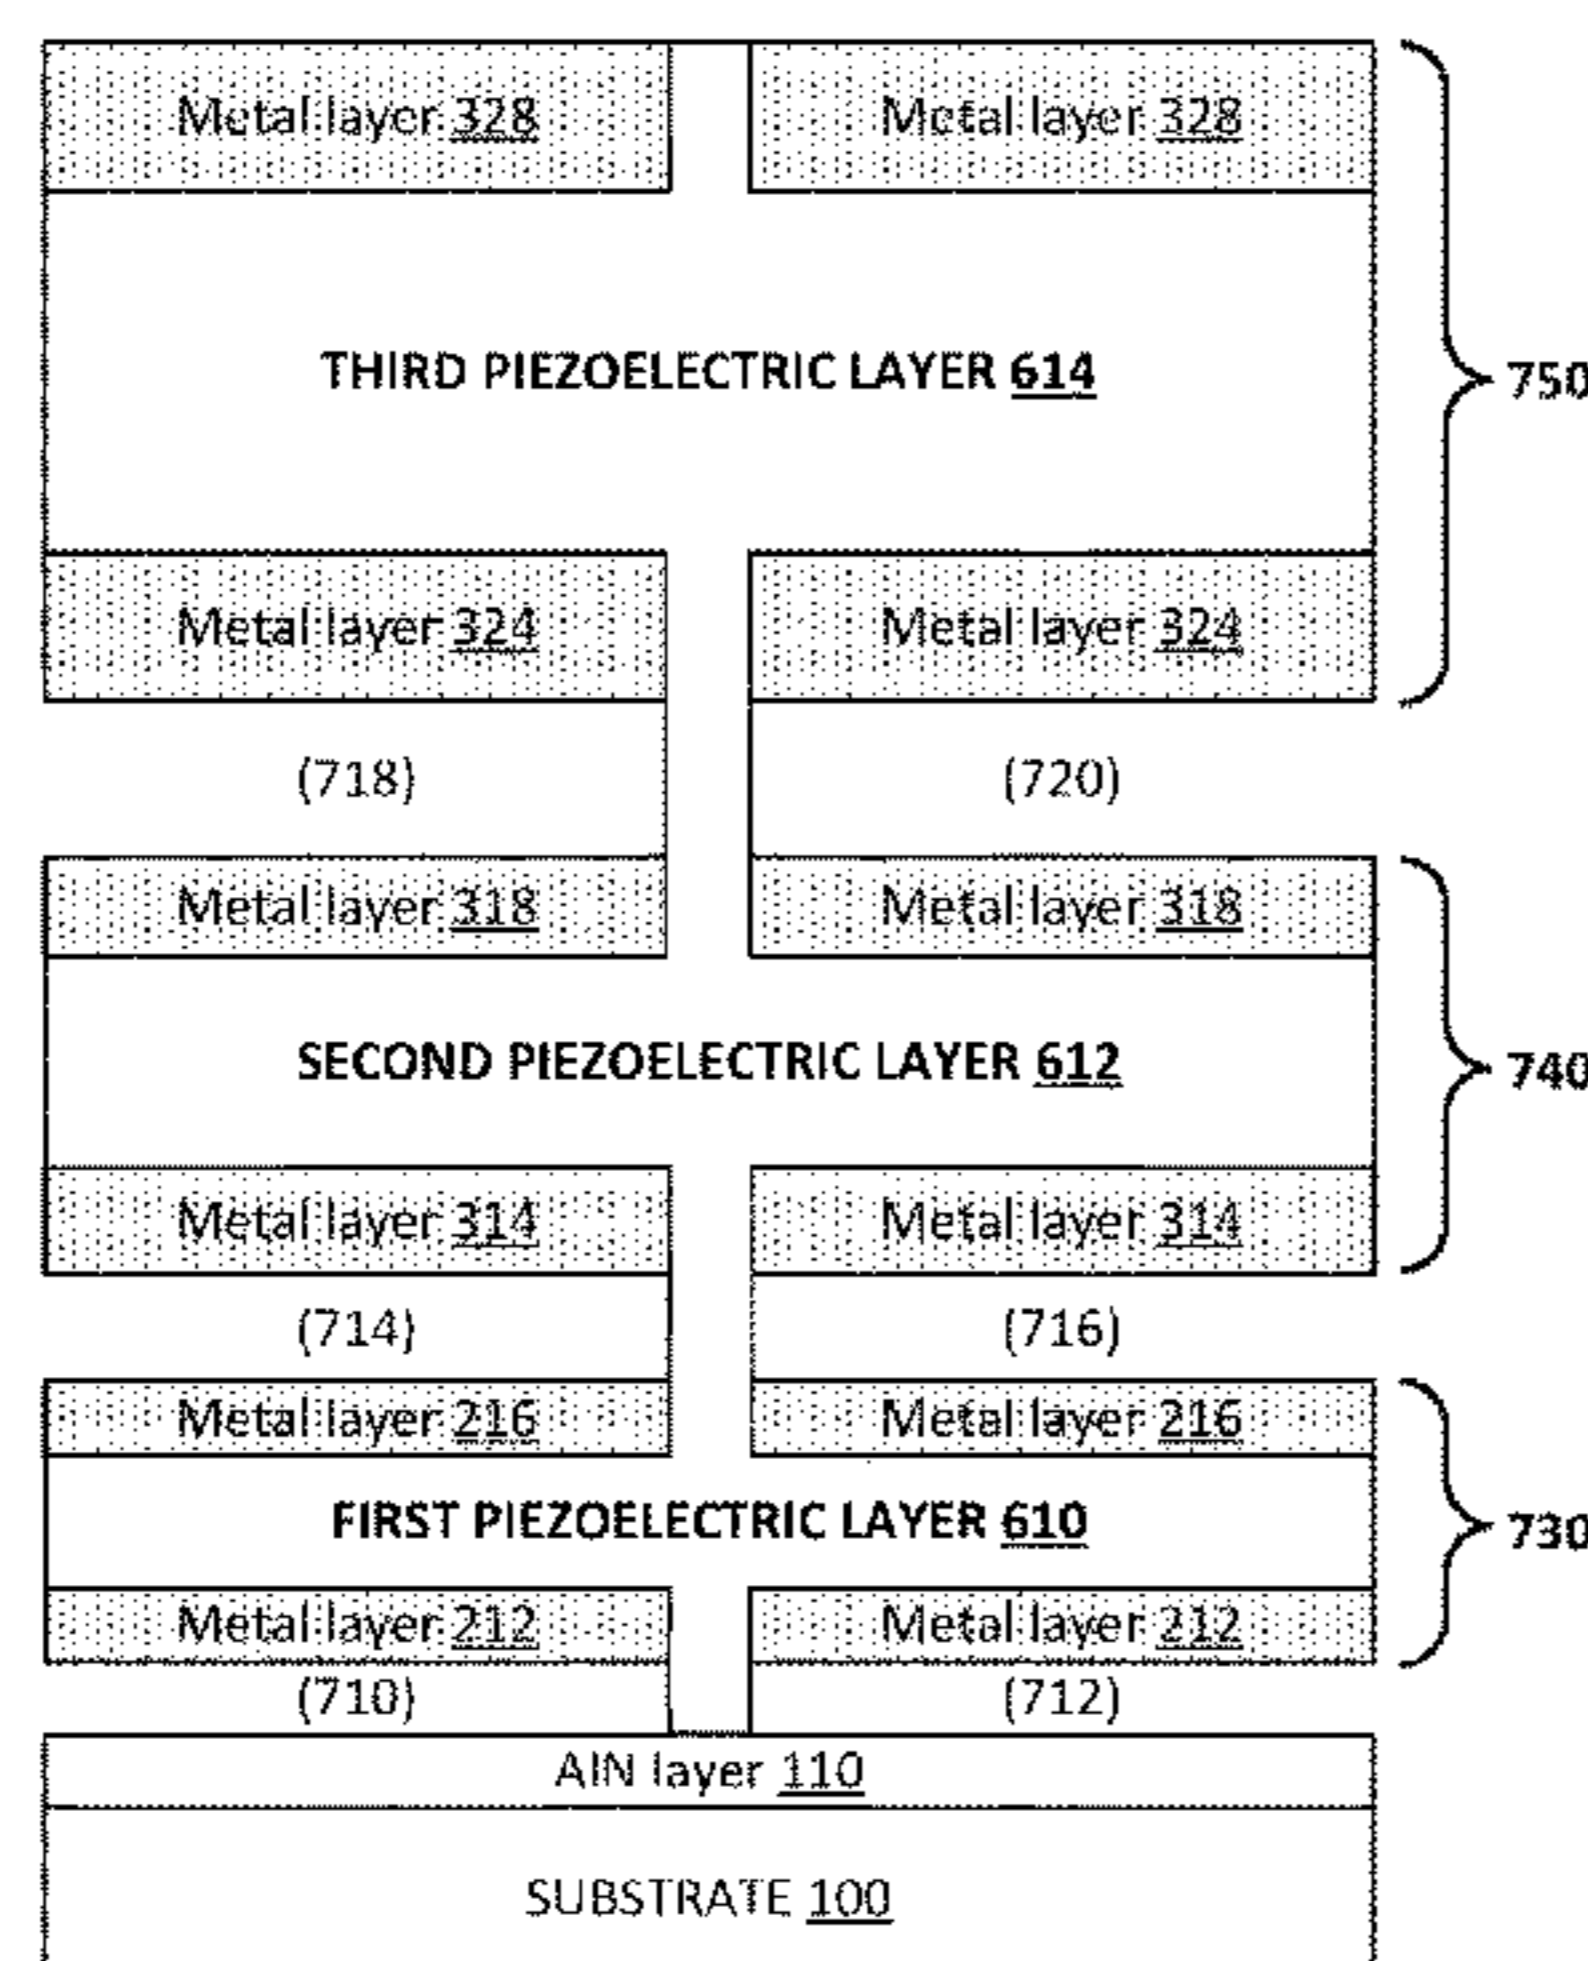 Metal layer 328 Metal layer 328
THIRD PIEZOELECTRIC LAYER 614
750
Metal layer 324 Metal layer 324
(718) (720)
Metal layer 318 Metal layer 318
SECOND PIEZOELECTRIC LAYER 612
740
Metal layer 314 Metal layer 314
(714) (716)
Metal layer 216 Metal layer 216
FIRST PIEZOELECTRIC LAYER 610
730
Metal layer 212 Metal layer 212
(710) (712)
AlN layer 110
SUBSTRATE 100